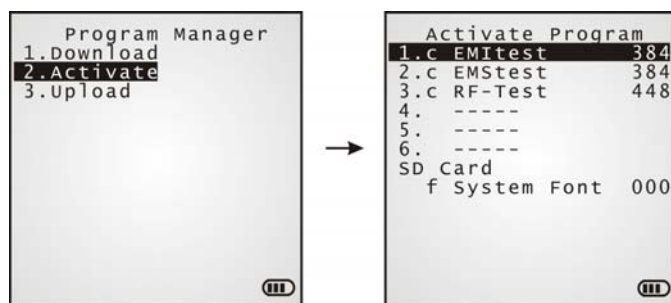 Program Manager
1.Download
2.Activate
3.Upload
Activate Program
1.c EMItest 384
2.c EMStest 384
3.c RF-Test 448
4. -----
5. -----
6. -----
SD Card
f System Font 000